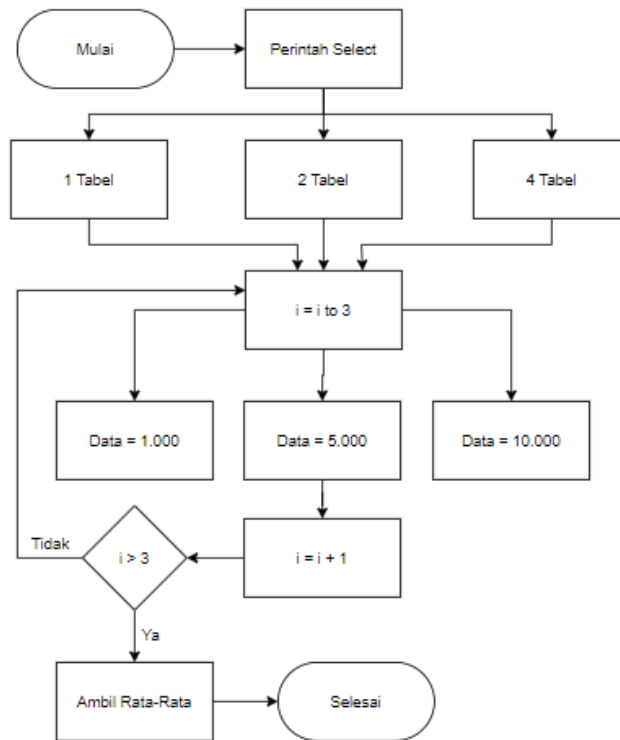 Mulai
Perintah Select
1 Tabel
2 Tabel
4 Tabel
i = i to 3
Data = 1.000
Data = 5.000
Data = 10.000
Tidak
i > 3
i = i + 1
Ya
Ambil Rata-Rata
Selesai